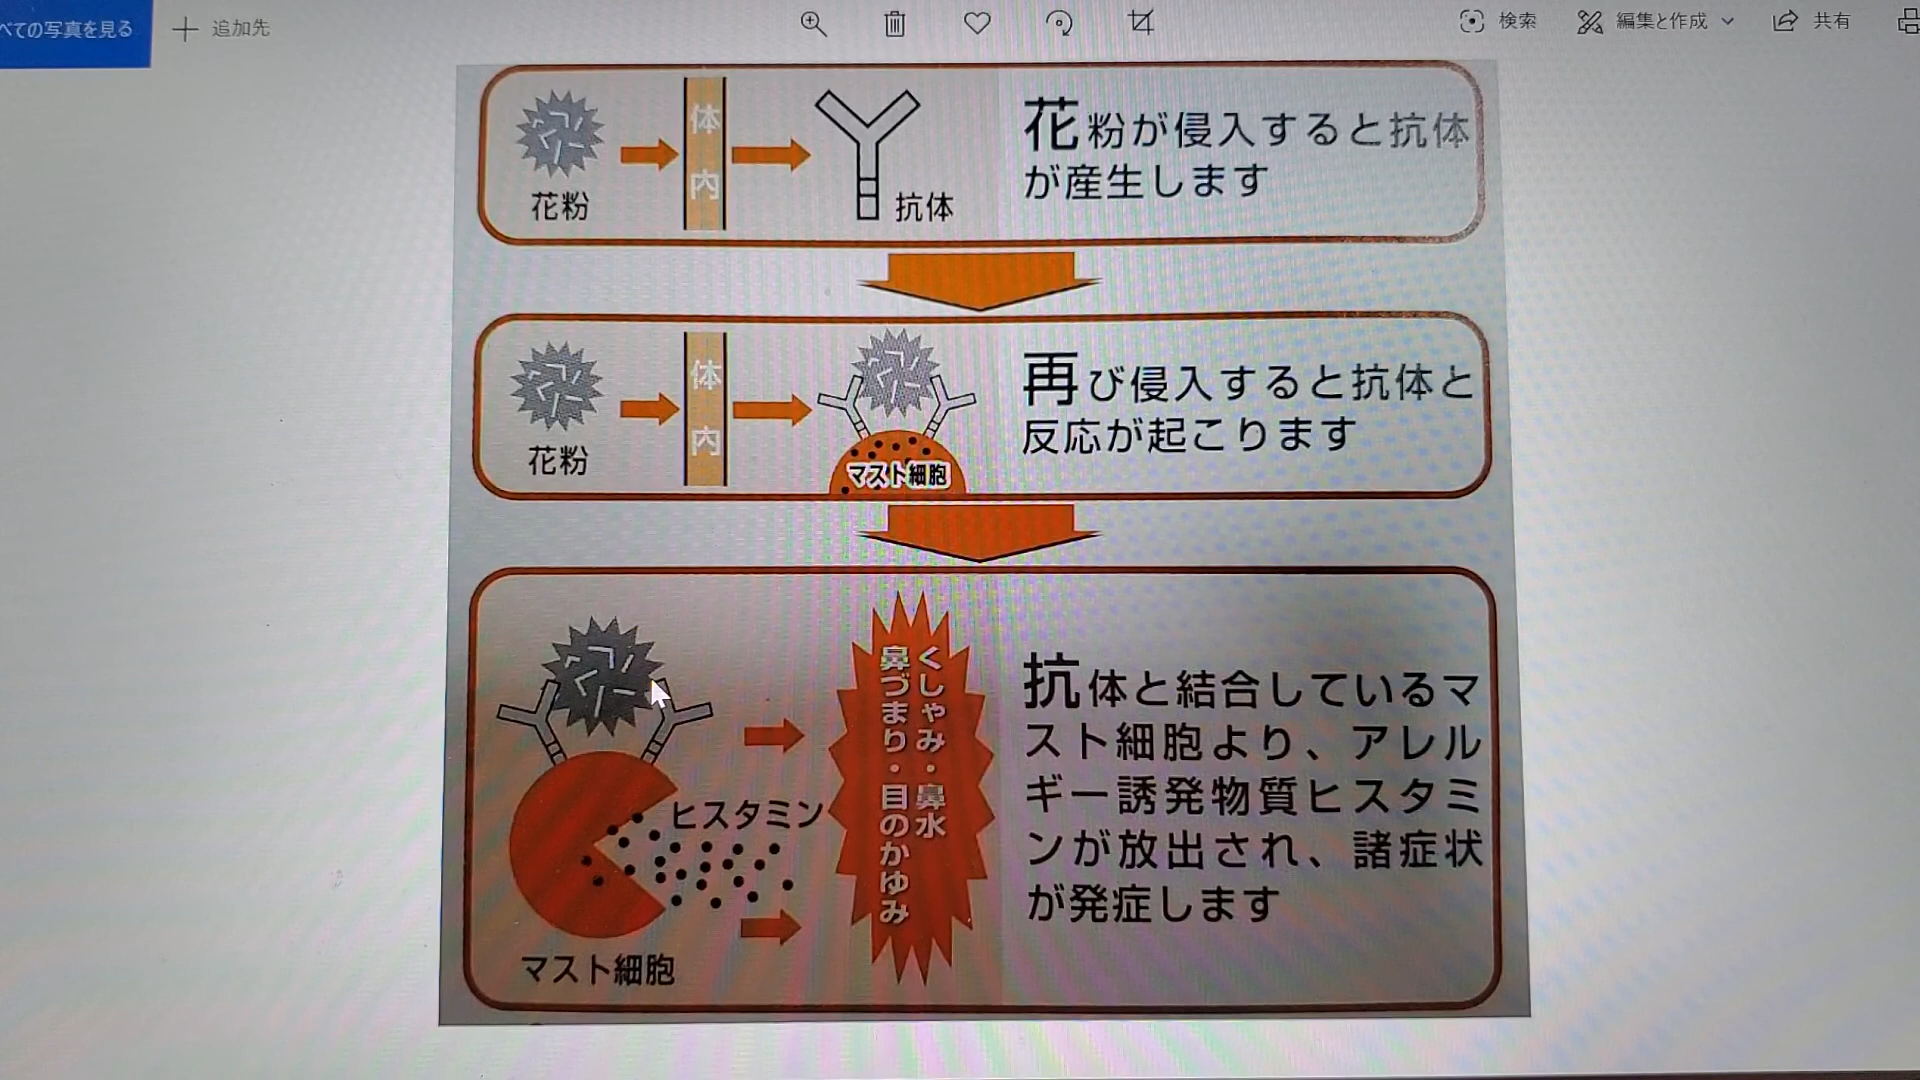 べての写真を見る
追加先
検索
編集と作成
共有
花粉
体
内
抗体
花粉が侵入すると抗体
が産生します
花粉
体
内
マスト細胞
再び侵入すると抗体と
反応が起こります
ヒスタミン
マスト細胞
くしゃみ・鼻水
鼻づまり・目のかゆみ
抗体と結合しているマ
スト細胞より、アレル
ギー誘発物質ヒスタミ
ンが放出され、諸症状
が発症します